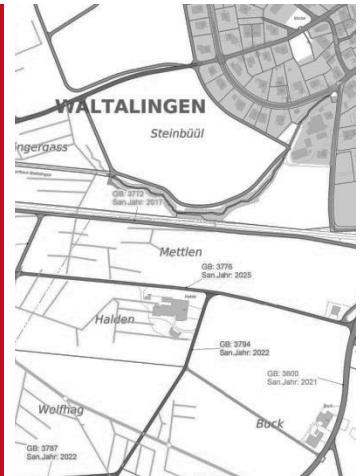 WALTALINGEN
Steinbüül
ngergass
GB: 3712
San.Jahr: 2017
Mettlen
GB: 3776
San.Jahr: 2025
Halden
GB: 3794
San.Jahr: 2022
GB: 3800
San.Jahr: 2021
Wolfhag
Buck
GB: 3787
San.Jahr: 2022